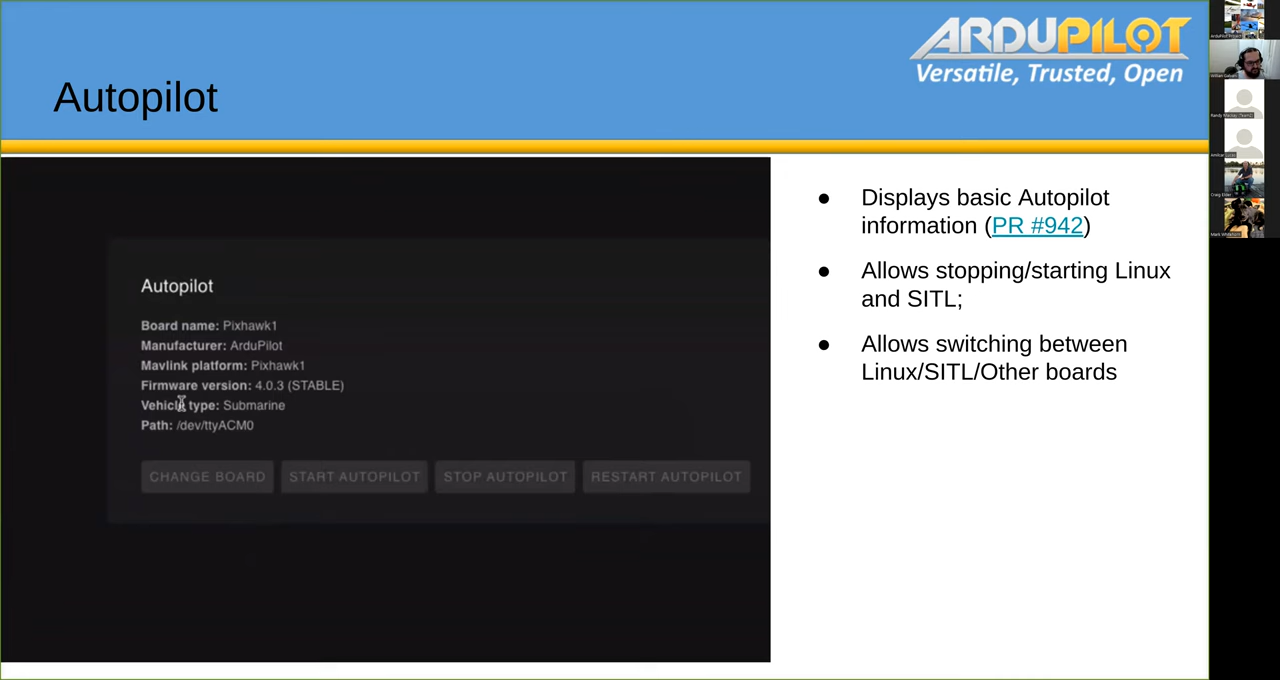 ARDUPILOT
Versatile, Trusted, Open
Autopilot
Autopilot
Board name: Pixhawk1
Manufacturer: ArduPilot
Mavlink platform: Pixhawk1
Firmware version: 4.0.3 (STABLE)
Vehicle type: Submarine
Path: /dev/ttyACM0
CHANGE BOARD START AUTOPILOT STOP AUTOPILOT RESTART AUTOPILOT
● Displays basic Autopilot
information (PR #942)
● Allows stopping/starting Linux
and SITL;
● Allows switching between
Linux/SITL/Other boards